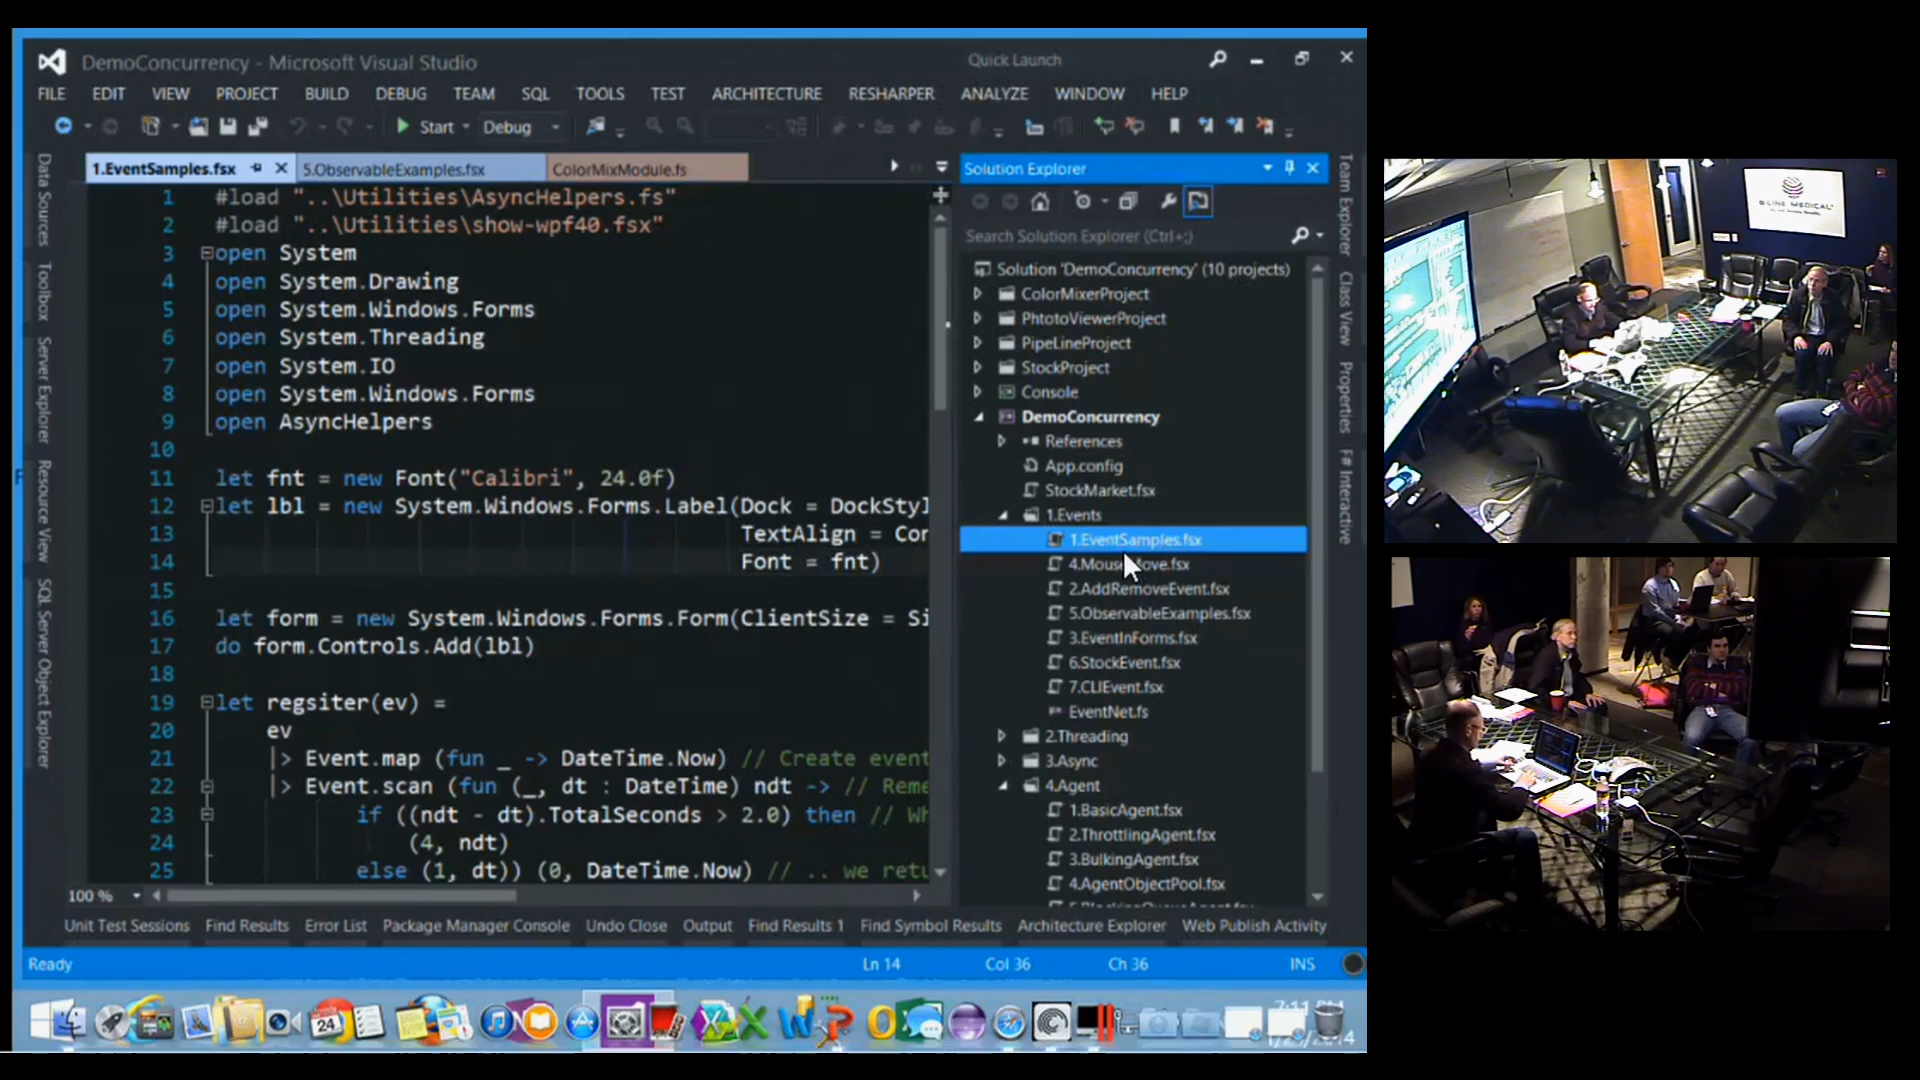 DemoConcurrency - Microsoft Visual Studio
Quick Launch
FILE EDIT VIEW PROJECT BUILD DEBUG TEAM SQL TOOLS TEST ARCHITECTURE RESHARPER ANALYZE WINDOW HELP
Start Debug
1.EventSamples.fsx 5.ObservableExamples.fsx ColorMixModule.fs
1 #load "..\Utilities\AsyncHelpers.fs"
2 #load "..\Utilities\show-wpf40.fsx"
3 open System
4 open System.Drawing
5 open System.Windows.Forms
6 open System.Threading
7 open System.IO
8 open System.Windows.Forms
9 open AsyncHelpers
10
11 let fnt = new Font("Calibri", 24.0f)
12 let lbl = new System.Windows.Forms.Label(Dock = DockStyl
13 TextAlign = Con
14 Font = fnt)
15
16 let form = new System.Windows.Forms.Form(ClientSize = Si
17 do form.Controls.Add(lbl)
18
19 let regsiter(ev) =
20 ev
21 |> Event.map (fun _ -> DateTime.Now) // Create event
22 |> Event.scan (fun (_, dt : DateTime) ndt -> // Reme
23 if ((ndt - dt).TotalSeconds > 2.0) then // Wh
24 (4, ndt)
25 else (1, dt)) (0, DateTime.Now) // .. we retu
100 %
Data Sources
Toolbox
Server Explorer
Resource View
SQL Server Object Explorer
Solution Explorer
Search Solution Explorer (Ctrl+;)
Solution 'DemoConcurrency' (10 projects)
ColorMixerProject
PhtotoViewerProject
PipeLineProject
StockProject
Console
DemoConcurrency
References
App.config
StockMarket.fsx
1.Events
1.EventSamples.fsx
4.MouseMove.fsx
2.AddRemoveEvent.fsx
5.ObservableExamples.fsx
3.EventInForms.fsx
6.StockEvent.fsx
7.CLIEvent.fsx
EventNet.fs
2.Threading
3.Async
4.Agent
1.BasicAgent.fsx
2.ThrottlingAgent.fsx
3.BulkingAgent.fsx
4.AgentObjectPool.fsx
Team Explorer
Class View
Properties
F# Interactive
Unit Test Sessions Find Results Error List Package Manager Console Undo Close Output Find Results 1 Find Symbol Results Architecture Explorer Web Publish Activity
Ready Ln 14 Col 36 Ch 36 INS
24
7:11 PM
B-LINE MEDICAL